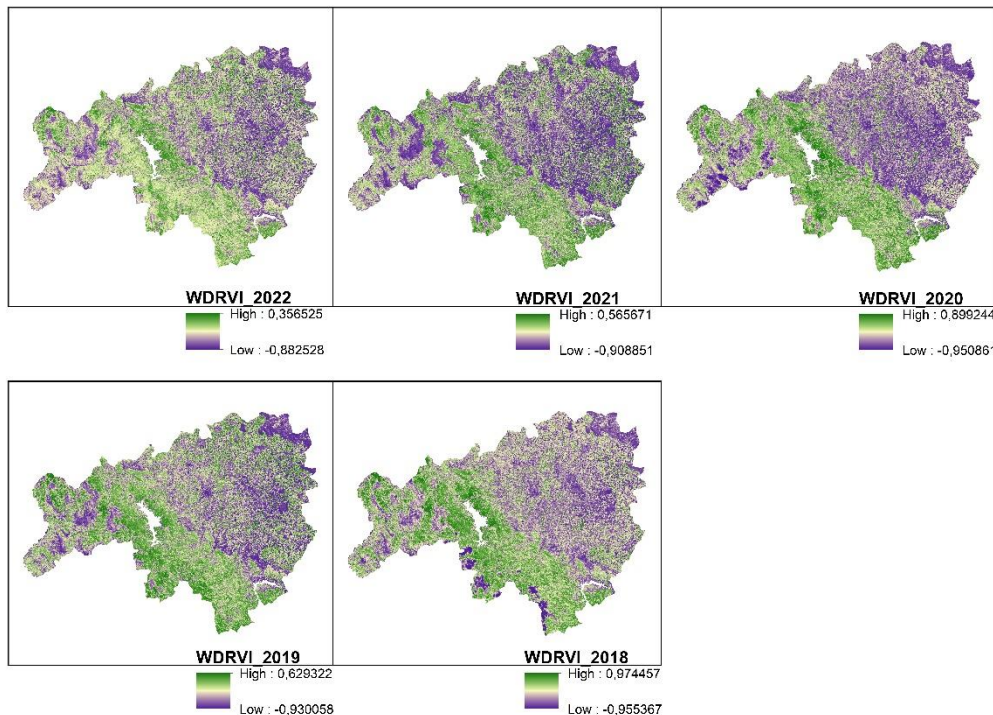 WDRVI_2022
High : 0,356525
Low : -0,882528
WDRVI_2021
High : 0,565671
Low : -0,908851
WDRVI_2020
High : 0,899244
Low : -0,950861
WDRVI_2019
High : 0,629322
Low : -0,930058
WDRVI_2018
High : 0,974457
Low : -0,955367